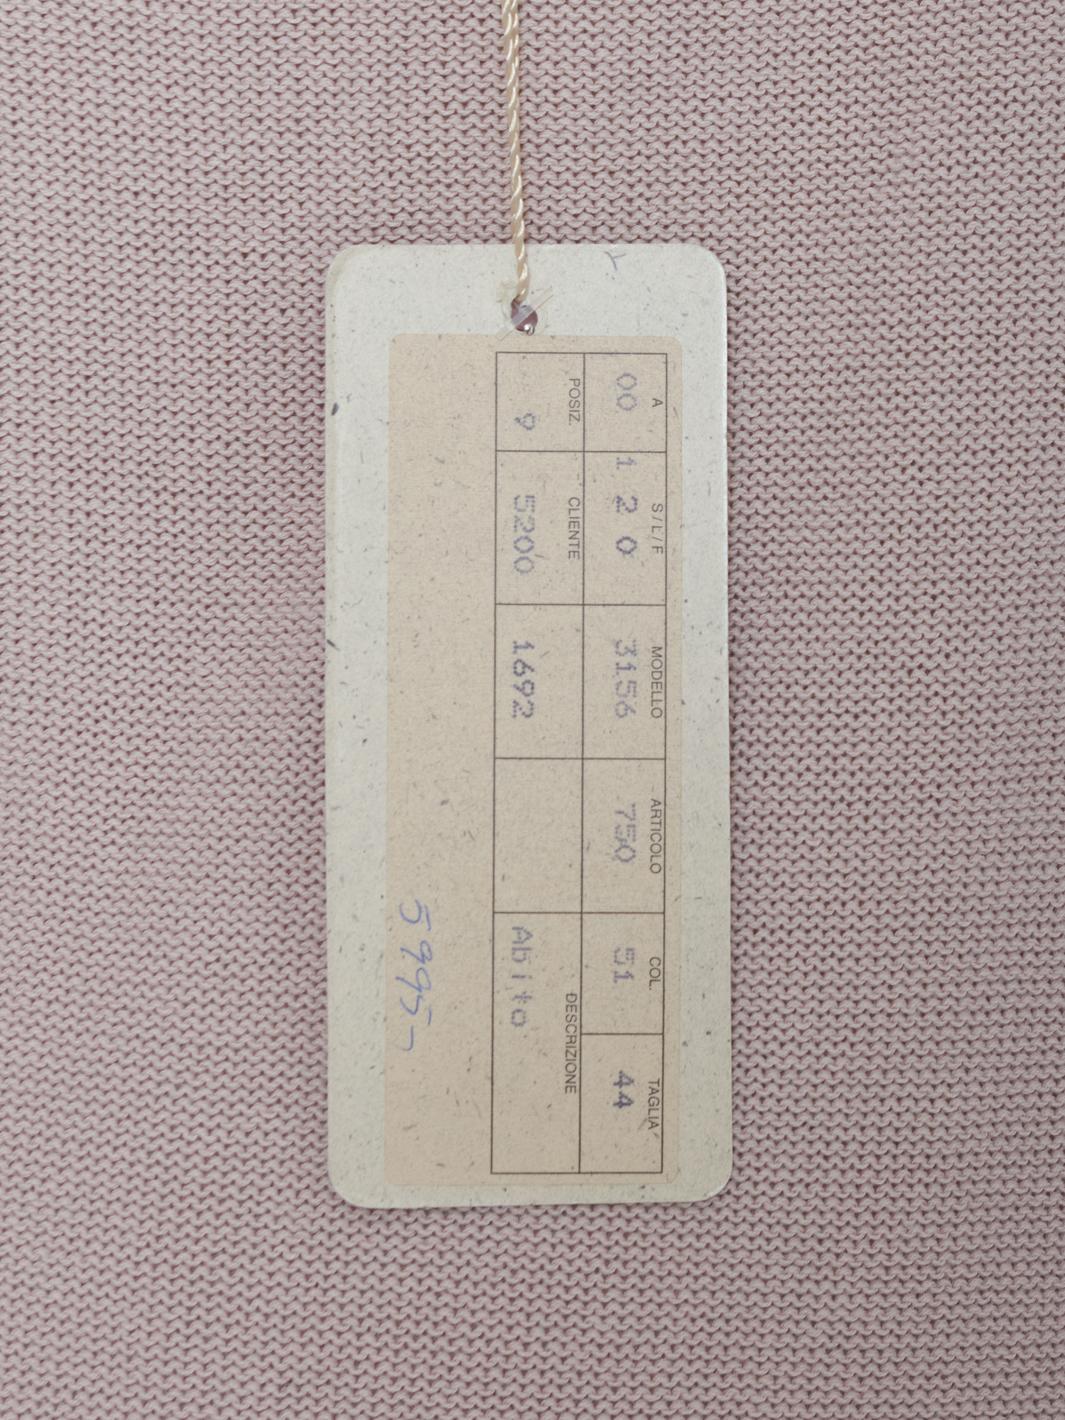 A S/L/F MODELLO ARTICOLO COL. TAGLIA
00 1 2 0 3156 750 51 44
POSIZ. CLIENTE DESCRIZIONE
9 5200 1692 Abito
5995-